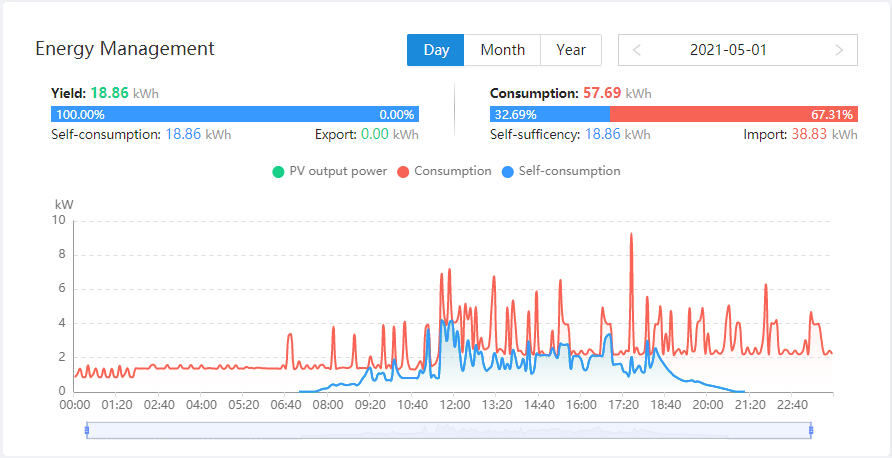 Energy Management
Day Month Year
< 2021-05-01 >
Yield: 18.86 kWh
100.00% 0.00%
Self-consumption: 18.86 kWh Export: 0.00 kWh
Consumption: 57.69 kWh
32.69% 67.31%
Self-sufficency: 18.86 kWh Import: 38.83 kWh
PV output power Consumption Self-consumption
kW
10
8
6
4
2
0
00:00 01:20 02:40 04:00 05:20 06:40 08:00 09:20 10:40 12:00 13:20 14:40 16:00 17:20 18:40 20:00 21:20 22:40